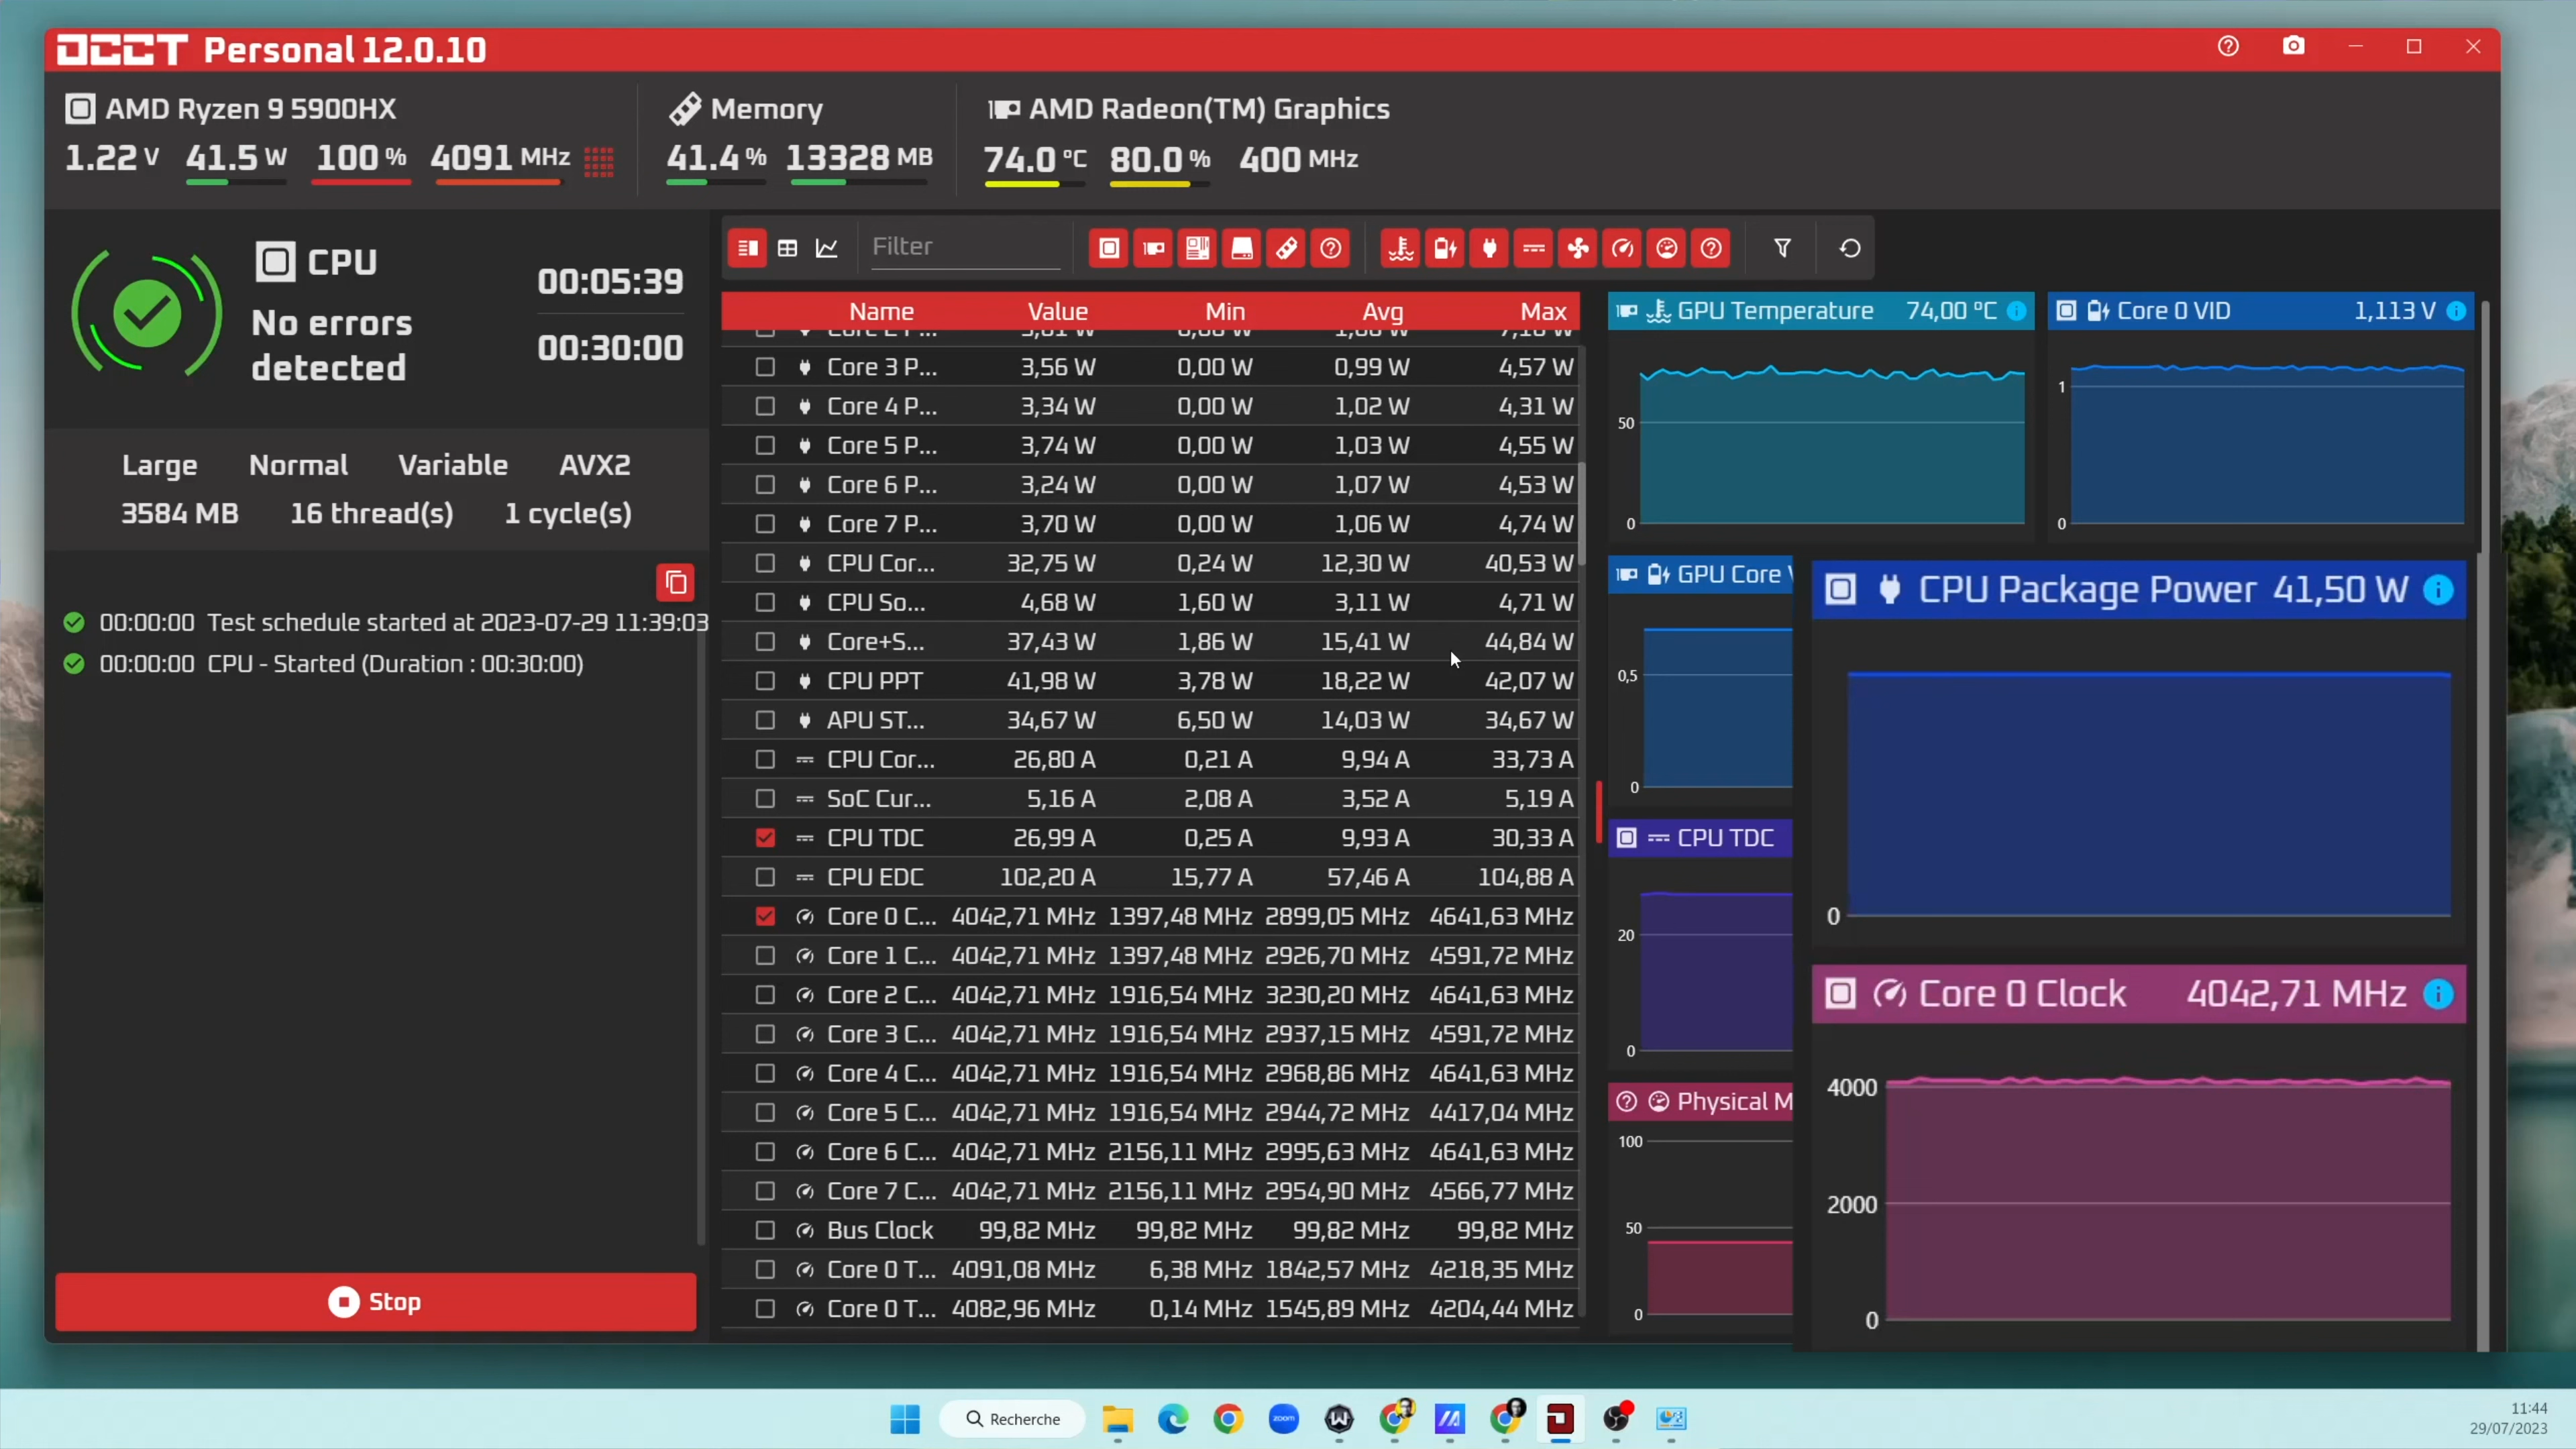 OCCT Personal 12.0.10
AMD Ryzen 9 5900HX
1.22 V 41.5 W 100 % 4091 MHz
Memory
41.4 % 13328 MB
AMD Radeon(TM) Graphics
74.0 °C 80.0 % 400 MHz
CPU
No errors
detected
00:05:39
00:30:00
Large Normal Variable AVX2
3584 MB 16 thread(s) 1 cycle(s)
00:00:00 Test schedule started at 2023-07-29 11:39:03
00:00:00 CPU - Started (Duration : 00:30:00)
Stop
Filter
Name Value Min Avg Max
Core 3 P... 3,56 W 0,00 W 0,99 W 4,57 W
Core 4 P... 3,34 W 0,00 W 1,02 W 4,31 W
Core 5 P... 3,74 W 0,00 W 1,03 W 4,55 W
Core 6 P... 3,24 W 0,00 W 1,07 W 4,53 W
Core 7 P... 3,70 W 0,00 W 1,06 W 4,74 W
CPU Cor... 32,75 W 0,24 W 12,30 W 40,53 W
CPU So... 4,68 W 1,60 W 3,11 W 4,71 W
Core+S... 37,43 W 1,86 W 15,41 W 44,84 W
CPU PPT 41,98 W 3,78 W 18,22 W 42,07 W
APU ST... 34,67 W 6,50 W 14,03 W 34,67 W
CPU Cor... 26,80 A 0,21 A 9,94 A 33,73 A
SoC Cur... 5,16 A 2,08 A 3,52 A 5,19 A
CPU TDC 26,99 A 0,25 A 9,93 A 30,33 A
CPU EDC 102,20 A 15,77 A 57,46 A 104,88 A
Core 0 C... 4042,71 MHz 1397,48 MHz 2899,05 MHz 4641,63 MHz
Core 1 C... 4042,71 MHz 1397,48 MHz 2926,70 MHz 4591,72 MHz
Core 2 C... 4042,71 MHz 1916,54 MHz 3230,20 MHz 4641,63 MHz
Core 3 C... 4042,71 MHz 1916,54 MHz 2937,15 MHz 4591,72 MHz
Core 4 C... 4042,71 MHz 1916,54 MHz 2968,86 MHz 4641,63 MHz
Core 5 C... 4042,71 MHz 1916,54 MHz 2944,72 MHz 4417,04 MHz
Core 6 C... 4042,71 MHz 2156,11 MHz 2995,63 MHz 4641,63 MHz
Core 7 C... 4042,71 MHz 2156,11 MHz 2954,90 MHz 4566,77 MHz
Bus Clock 99,82 MHz 99,82 MHz 99,82 MHz 99,82 MHz
Core 0 T... 4091,08 MHz 6,38 MHz 1842,57 MHz 4218,35 MHz
Core 0 T... 4082,96 MHz 0,14 MHz 1545,89 MHz 4204,44 MHz
GPU Temperature 74,00 °C
50
0
Core 0 VID 1,113 V
1
0
GPU Core
0,5
0
CPU TDC
20
0
Physical M
100
50
0
CPU Package Power 41,50 W
0
Core 0 Clock 4042,71 MHz
4000
2000
0
Recherche
zoom
11:44
29/07/2023